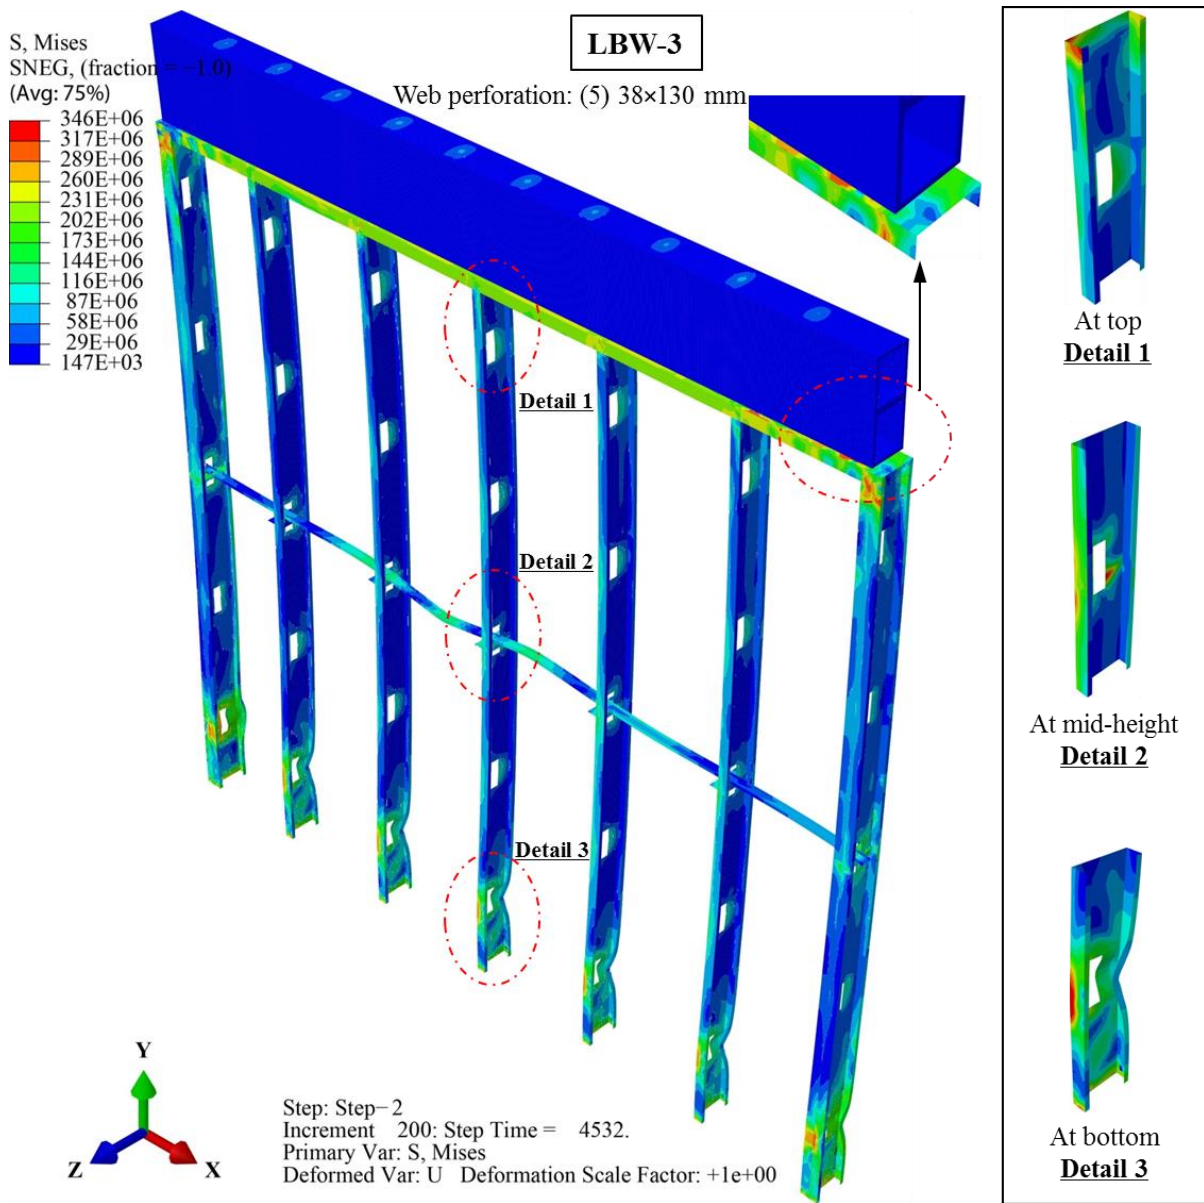 S, Mises
SNEG, (fraction = −1.0)
(Avg: 75%)
346E+06
317E+06
289E+06
260E+06
231E+06
202E+06
173E+06
144E+06
116E+06
87E+06
58E+06
29E+06
147E+03
LBW-3
Web perforation: (5) 38×130 mm
Detail 1
Detail 2
Detail 3
Y
Z
X
Step: Step−2
Increment 200: Step Time = 4532.
Primary Var: S, Mises
Deformed Var: U Deformation Scale Factor: +1e+00
At top
Detail 1
At mid-height
Detail 2
At bottom
Detail 3